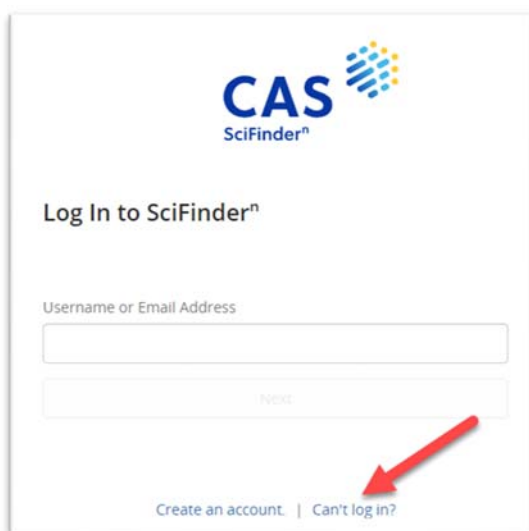 CAS
SciFinderⁿ
Log In to SciFinderⁿ
Username or Email Address
Next
Create an account. | Can't log in?